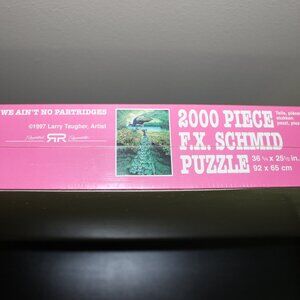 WE AIN'T NO PARTRIDGES
©1997 Larry Taugher, Artist
RR
2000 PIECE
F.X. SCHMID
PUZZLE
36 ¼ x 25½ in.
92 x 65 cm